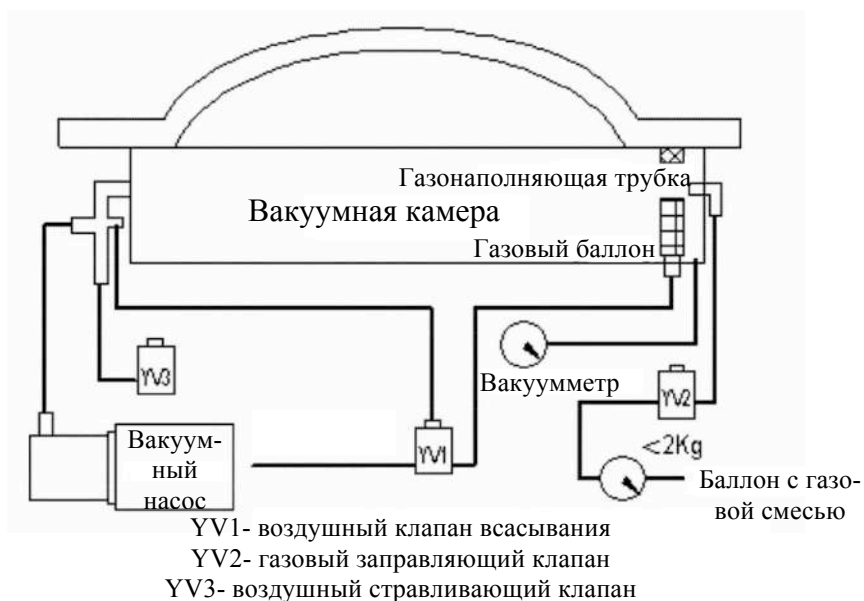 Газонаполняющая трубка
Вакуумная камера
Газовый баллон
YV3
Вакуумметр
YV2
Вакуум-
ный
насос
YV1
<2Kg
Баллон с газо-
вой смесью
YV1- воздушный клапан всасывания
YV2- газовый заправляющий клапан
YV3- воздушный стравливающий клапан